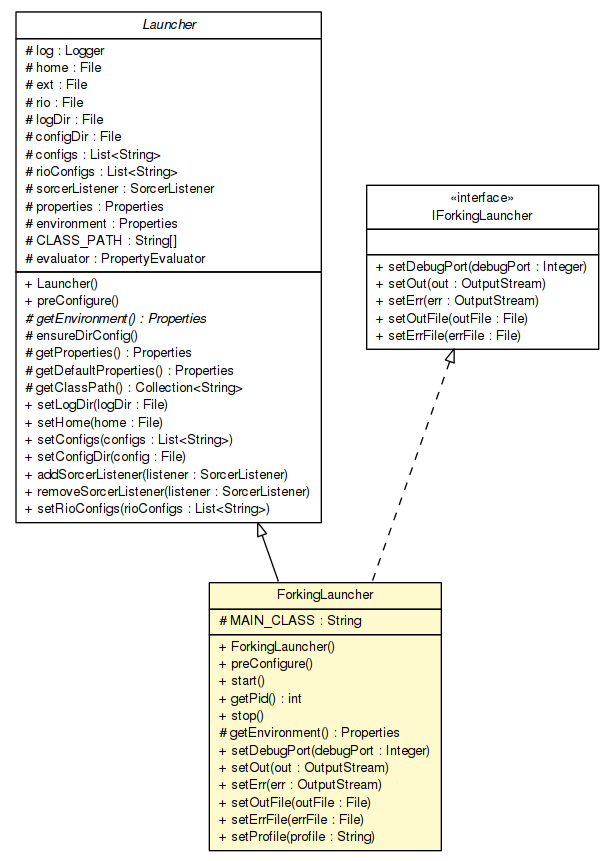 Launcher
# log : Logger
# home : File
# ext : File
# rio : File
# logDir : File
# configDir : File
# configs : List<String>
# rioConfigs : List<String>
# sorcerListener : SorcerListener
# properties : Properties
# environment : Properties
# CLASS_PATH : String[]
# evaluator : PropertyEvaluator
+ Launcher()
+ preConfigure()
# getEnvironment() : Properties
# ensureDirConfig()
# getProperties() : Properties
# getDefaultProperties() : Properties
# getClassPath() : Collection<String>
+ setLogDir(logDir : File)
+ setHome(home : File)
+ setConfigs(configs : List<String>)
+ setConfigDir(config : File)
+ addSorcerListener(listener : SorcerListener)
+ removeSorcerListener(listener : SorcerListener)
+ setRioConfigs(rioConfigs : List<String>)
«interface»
IForkingLauncher
+ setDebugPort(debugPort : Integer)
+ setOut(out : OutputStream)
+ setErr(err : OutputStream)
+ setOutFile(outFile : File)
+ setErrFile(errFile : File)
ForkingLauncher
# MAIN_CLASS : String
+ ForkingLauncher()
+ preConfigure()
+ start()
+ getPid() : int
+ stop()
# getEnvironment() : Properties
+ setDebugPort(debugPort : Integer)
+ setOut(out : OutputStream)
+ setErr(err : OutputStream)
+ setOutFile(outFile : File)
+ setErrFile(errFile : File)
+ setProfile(profile : String)